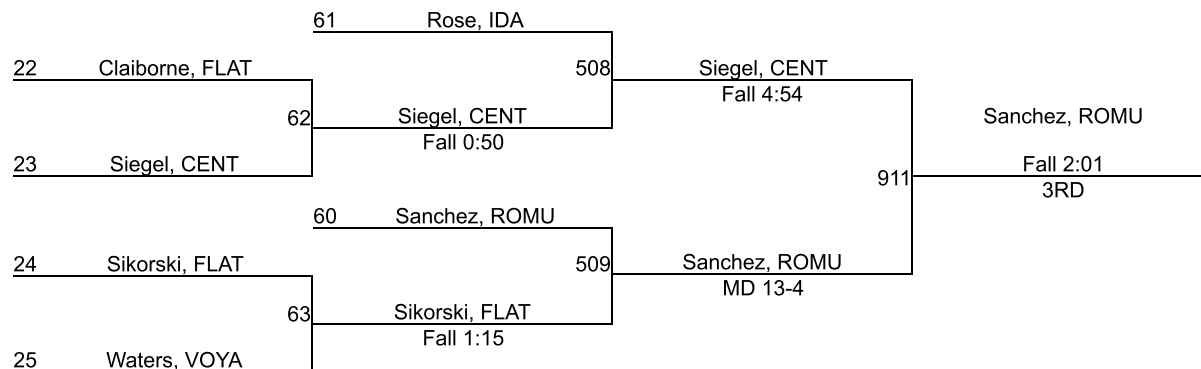 61 Rose, IDA
22 Claiborne, FLAT
508 Siegel, CENT
Fall 4:54
62 Siegel, CENT
Fall 0:50
Sanchez, ROMU
23 Siegel, CENT
Fall 2:01
911
3RD
60 Sanchez, ROMU
24 Sikorski, FLAT
509 Sanchez, ROMU
MD 13-4
63 Sikorski, FLAT
Fall 1:15
25 Waters, VOYA